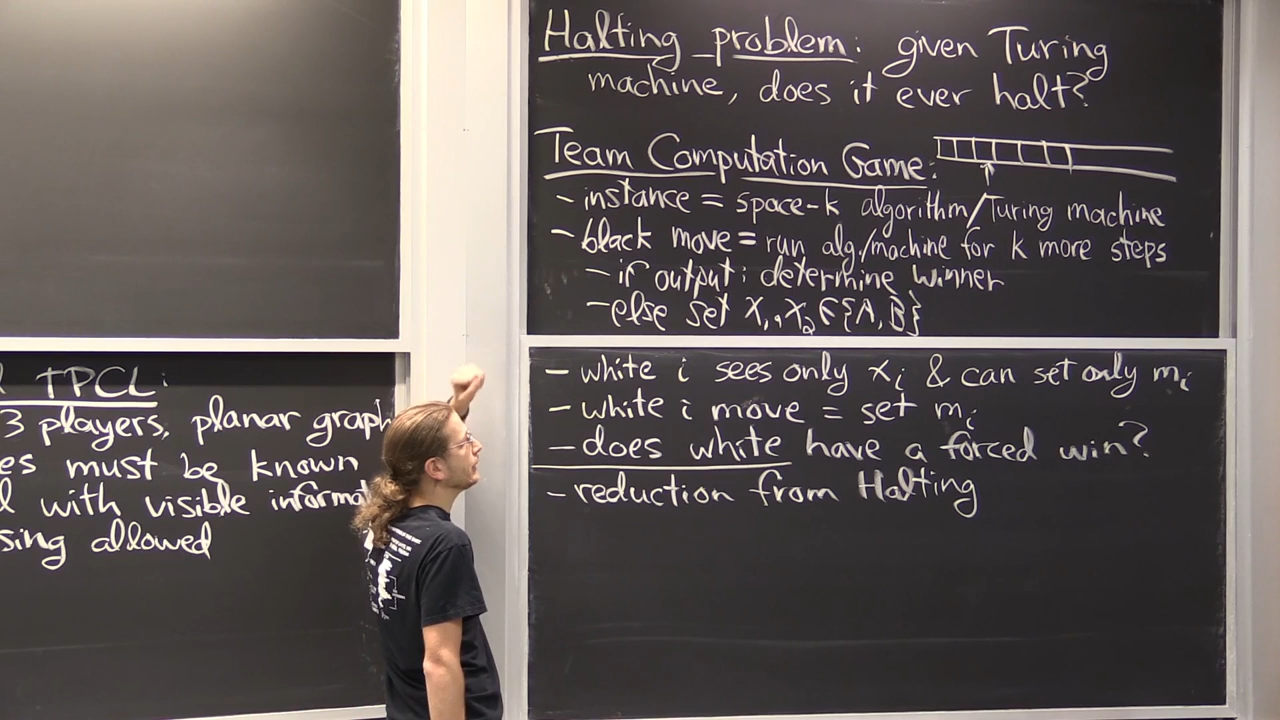 TPCL:
3 players, planar graph
es must be known
with visible informat
sing allowed
Halting problem: given Turing
machine, does it ever halt?
Team Computation Game:
- instance = space-k algorithm/Turing machine
- black move = run alg./machine for k more steps
- if output: determine winner
- else set x₁, x₂ ∈ {A, B}
- white i sees only xᵢ & can set only mᵢ
- white i move = set mᵢ
- does white have a forced win?
- reduction from Halting